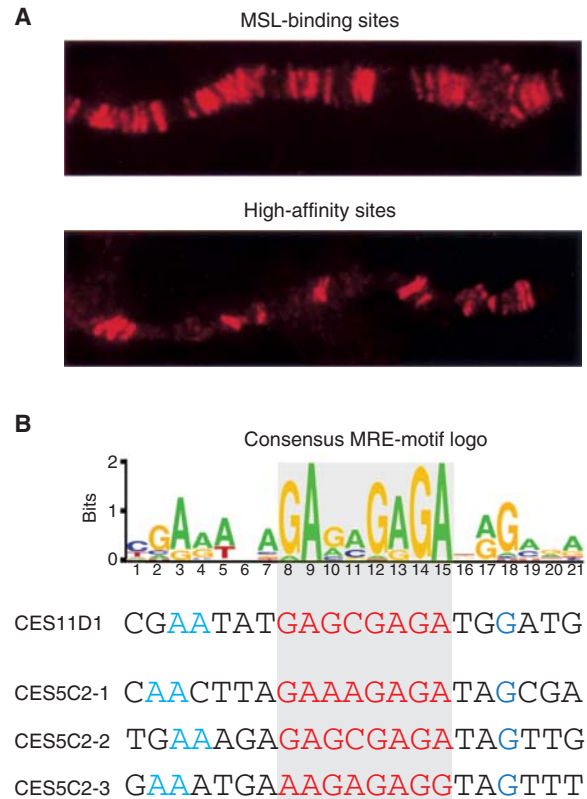 A
MSL-binding sites
High-affinity sites
B
Consensus MRE-motif logo
Bits
2
1
0
C G A A A A G A G A G A G A A G
1 2 3 4 5 6 7 8 9 10 11 12 13 14 15 16 17 18 19 20 21
CES11D1 CGAATATGAGCGAGATGGATG
CES5C2-1 CAACTTAGAAAGAGATAGCGA
CES5C2-2 TGAAAGAGAGCGAGATAGTTG
CES5C2-3 GAAATGAAAGAGAGGTAGTTT